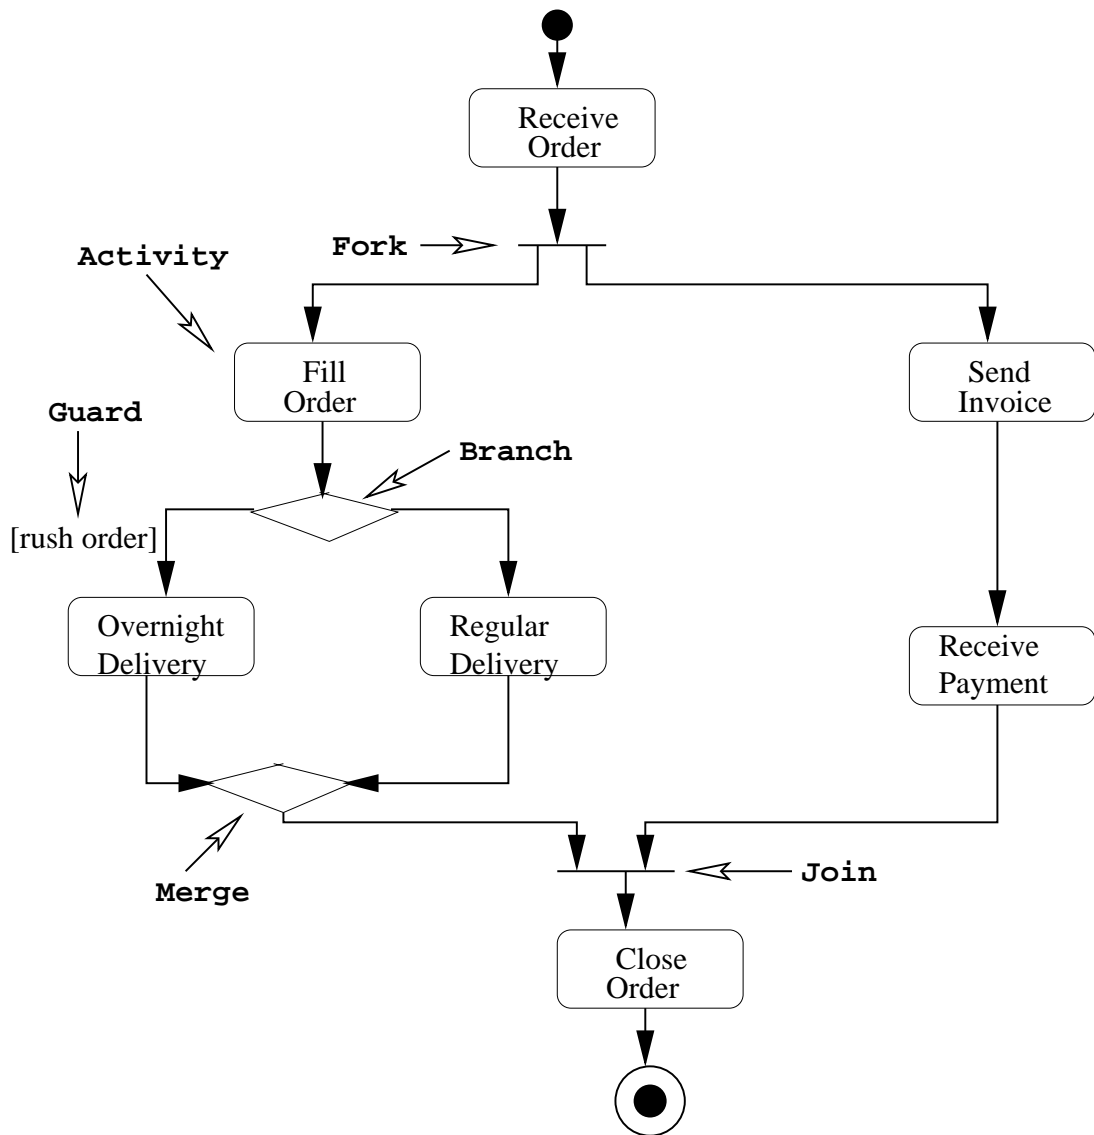 Receive
Order
Fork
Activity
Fill
Order
Send
Invoice
Guard
Branch
[rush order]
Overnight
Delivery
Regular
Delivery
Receive
Payment
Merge
Join
Close
Order